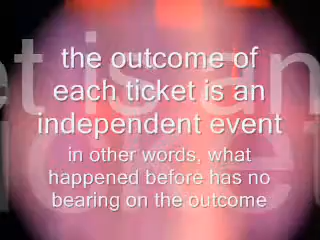 the outcome of
each ticket is an
independent event
in other words, what
happened before has no
bearing on the outcome